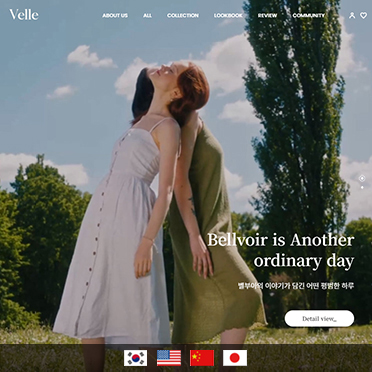 Velle
ABOUT US ALL COLLECTION LOOKBOOK REVIEW COMMUNITY
Bellvoir is Another
ordinary day
벨부아의 이야기가 담긴 어떤 평범한 하루
Detail view_